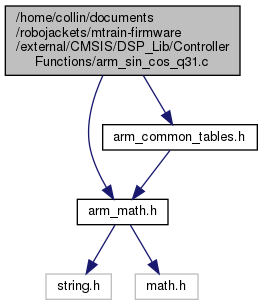 /home/collin/documents
/robojackets/mtrain-firmware
/external/CMSIS/DSP_Lib/Controller
Functions/arm_sin_cos_q31.c
arm_common_tables.h
arm_math.h
string.h
math.h